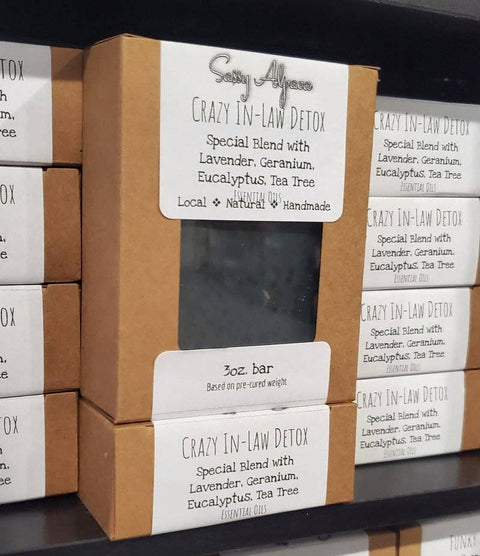 TOX
th
m,
ree
Sassy Alpaca
CRAZY IN-LAW DETOX
Special Blend with
Lavender, Geranium,
Eucalyptus, Tea Tree
ESSENTIAL OILS
Local ❖ Natural ❖ Handmade
3oz. bar
Based on pre-cured weight
CRAZY IN-LAW DETOX
Special Blend with
Lavender, Geranium,
Eucalyptus, Tea Tree
ESSENTIAL OILS
CRAZY IN-LAW DETOX
Special Blend with
Lavender, Geranium,
Eucalyptus, Tea Tree
ESSENTIAL OILS
CRAZY IN-LAW DETOX
Special Blend with
Lavender, Geranium,
Eucalyptus, Tea Tree
ESSENTIAL OILS
CRAZY IN-LAW DETOX
Special Blend with
Lavender, Geranium,
Eucalyptus, Tea Tree
ESSENTIAL OILS
CRAZY IN-LAW DETOX
Special Blend with
Lavender, Geranium,
Eucalyptus, Tea Tree
ESSENTIAL OILS